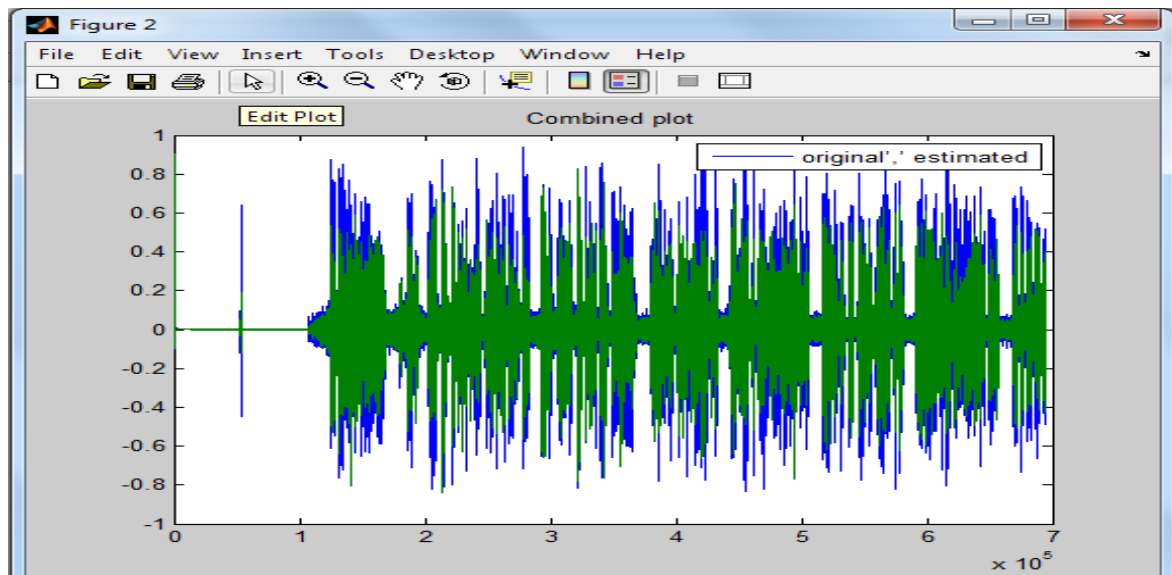 Figure 2
File Edit View Insert Tools Desktop Window Help
Edit Plot
Combined plot
original',' estimated
1
0.8
0.6
0.4
0.2
0
-0.2
-0.4
-0.6
-0.8
-1
0 1 2 3 4 5 6 7
x 10^5